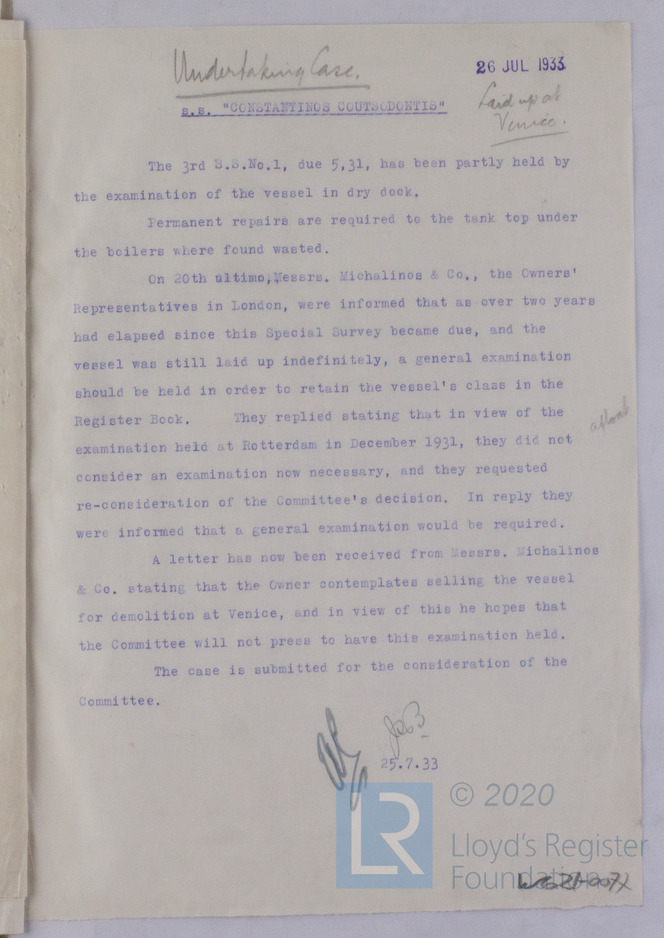 Undertaking Case.
26 JUL 1933
s.s. "CONSTANTINOS COUTSODONTIS"
Laid up at
Venice.
The 3rd S.S.No.1, due 5,31, has been partly held by
the examination of the vessel in dry dock.
Permanent repairs are required to the tank top under
the boilers where found wasted.
On 20th ultimo, Messrs. Michalinos & Co., the Owners'
Representatives in London, were informed that as over two years
had elapsed since this Special Survey became due, and the
vessel was still laid up indefinitely, a general examination
should be held in order to retain the vessel's class in the
Register Book. They replied stating that in view of the
afloat
examination held at Rotterdam in December 1931, they did not
consider an examination now necessary, and they requested
re-consideration of the Committee's decision. In reply they
were informed that a general examination would be required.
A letter has now been received from Messrs. Michalinos
& Co. stating that the Owner contemplates selling the vessel
for demolition at Venice, and in view of this he hopes that
the Committee will not press to have this examination held.
The case is submitted for the consideration of the
Committee.
25.7.33
LR
© 2020
Lloyd's Register
Foundation